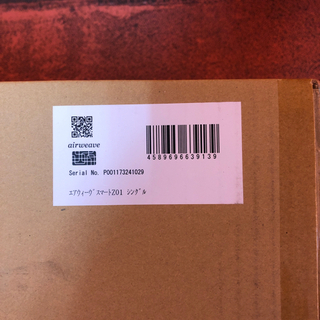 airweave
4589696639139
Serial No. P001173241029
ｴｱｳｨｰｳﾞｽﾏｰﾄZ01 ｼﾝｸﾞﾙ